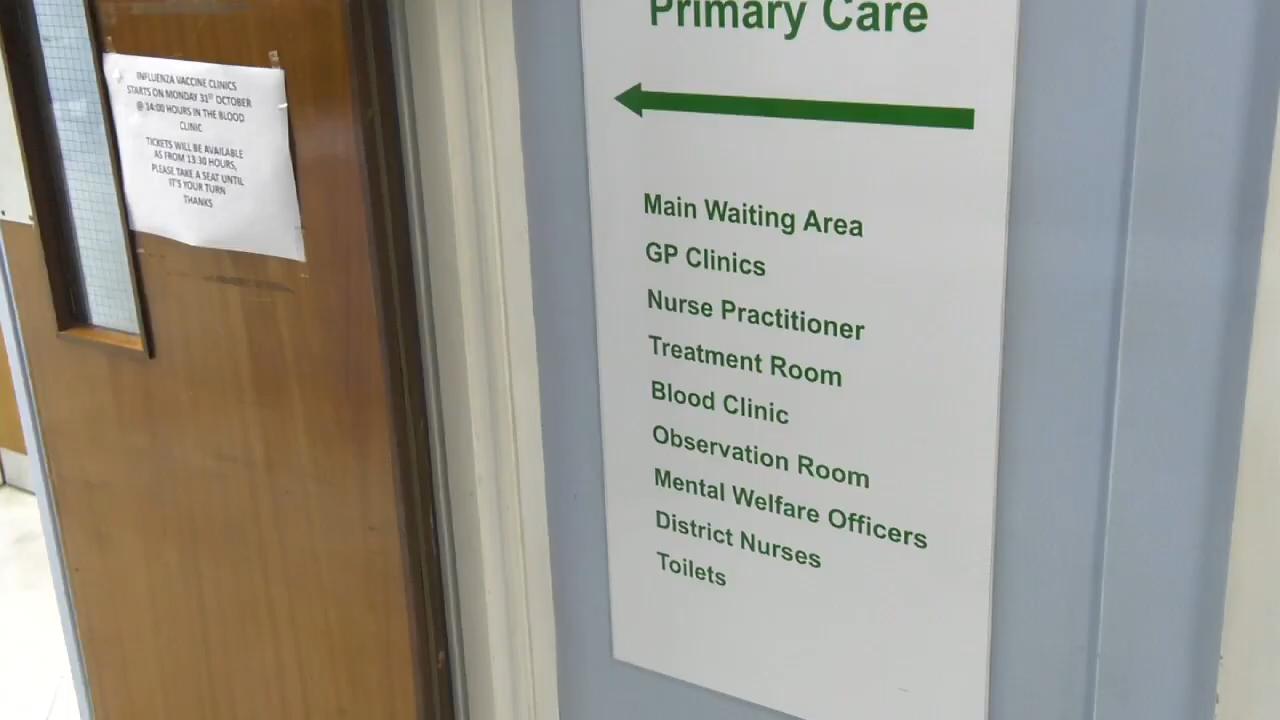 INFLUENZA VACCINE CLINICS
STARTS ON MONDAY 31ST OCTOBER
@ 14:00 HOURS IN THE BLOOD
CLINIC
TICKETS WILL BE AVAILABLE
AS FROM 13:30 HOURS,
PLEASE TAKE A SEAT UNTIL
IT'S YOUR TURN
THANKS
Primary Care
Main Waiting Area
GP Clinics
Nurse Practitioner
Treatment Room
Blood Clinic
Observation Room
Mental Welfare Officers
District Nurses
Toilets